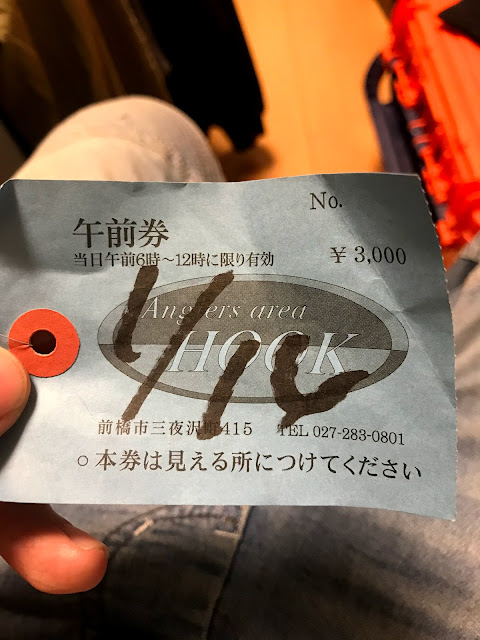 No.
午前券
当日午前6時～12時に限り有効
¥ 3,000
Anglers area
HOOK
1/16
前橋市三夜沢町415 TEL 027-283-0801
○本券は見える所につけてください